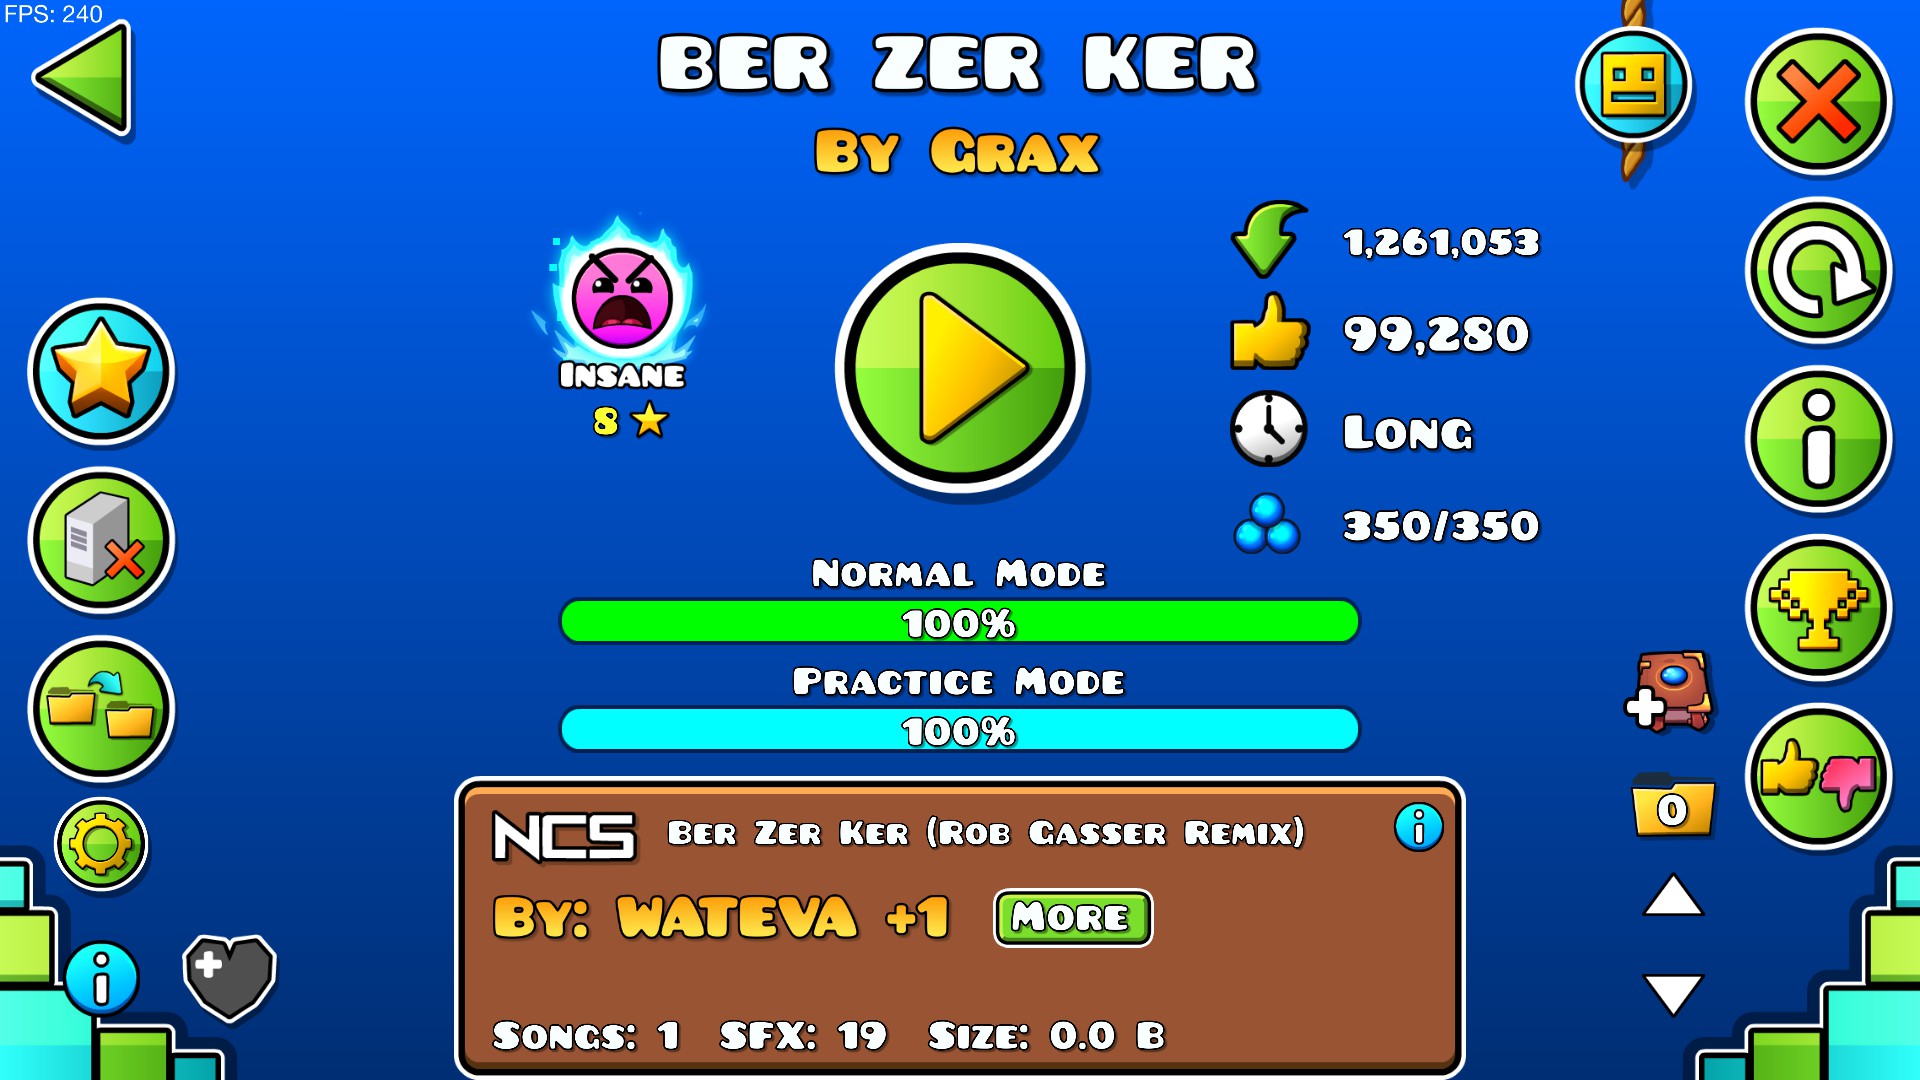 FPS: 240
BER ZER KER
By Grax
1,261,053
99,280
Insane
8
Long
350/350
Normal Mode
100%
Practice Mode
100%
0
NCS Ber Zer Ker (Rob Gasser Remix)
By: WATEVA +1 More
Songs: 1 SFX: 19 Size: 0.0 B